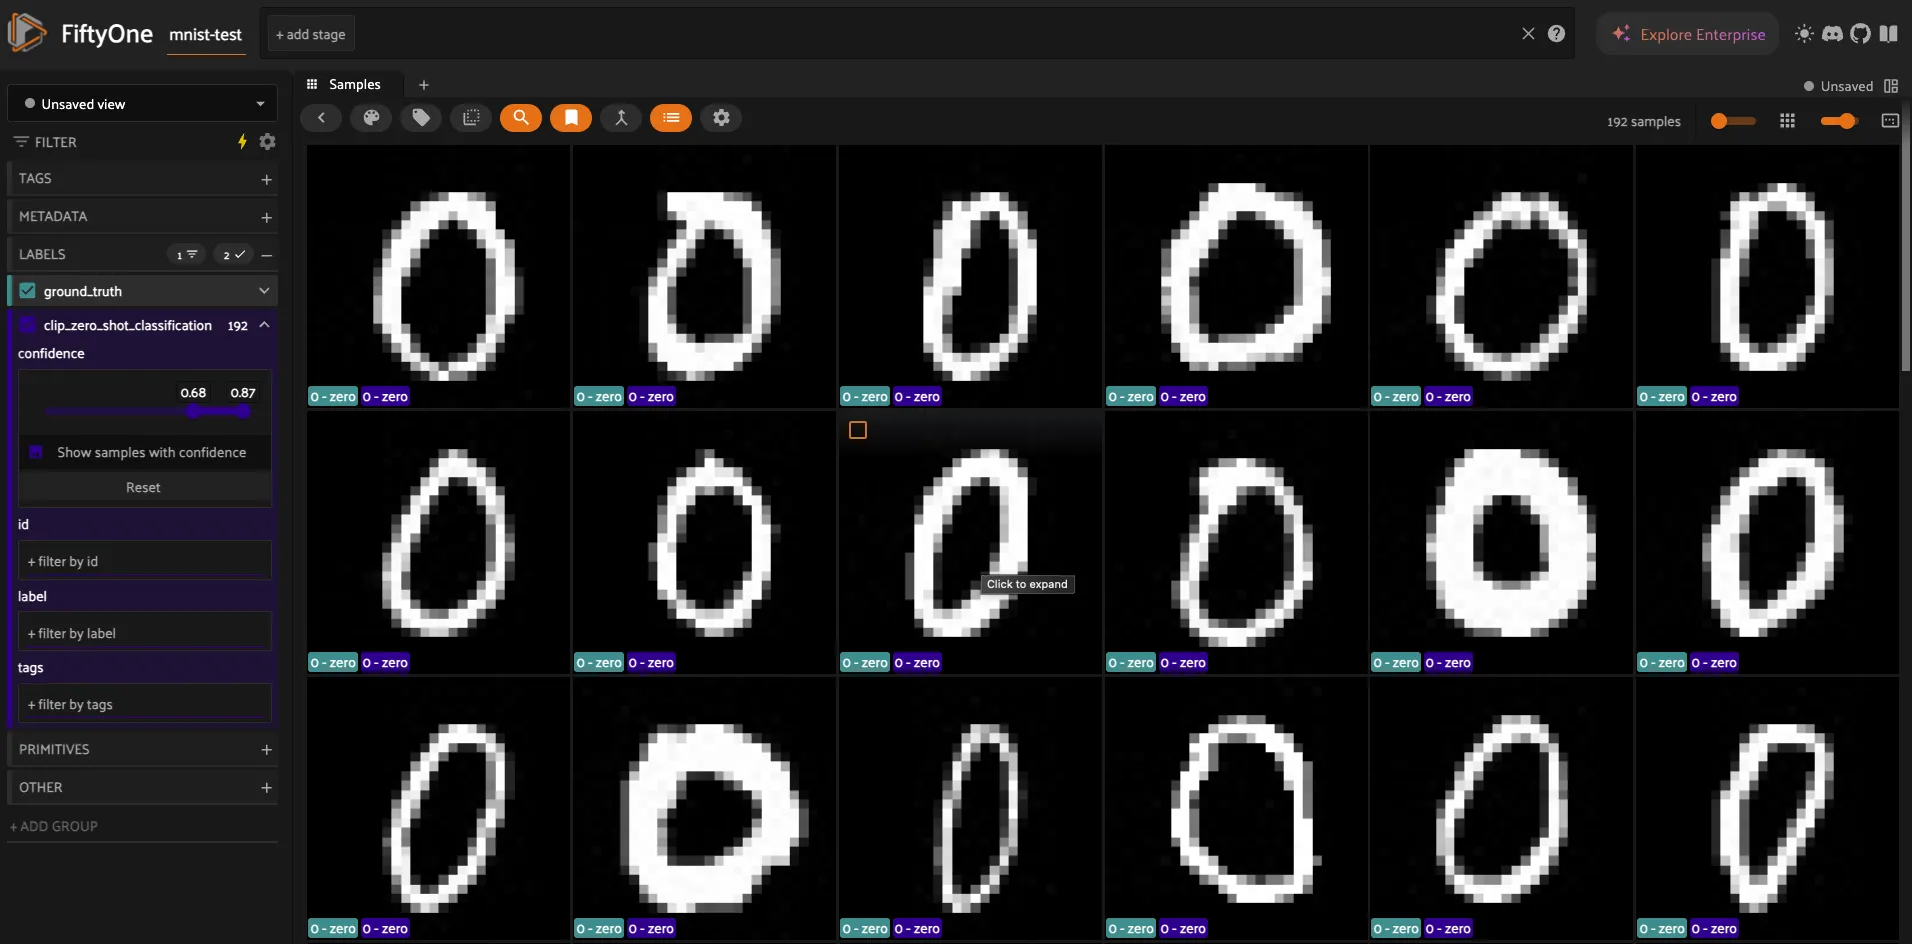 FiftyOne
mnist-test
+ add stage
Explore Enterprise
Unsaved view
Samples
+
Unsaved
FILTER
192 samples
TAGS
METADATA
LABELS
1
2
ground_truth
clip_zero_shot_classification 192
confidence
0.68 0.87
Show samples with confidence
Reset
id
+ filter by id
label
+ filter by label
tags
+ filter by tags
PRIMITIVES
OTHER
+ ADD GROUP
0 - zero 0 - zero 0 - zero 0 - zero 0 - zero 0 - zero 0 - zero 0 - zero 0 - zero 0 - zero 0 - zero 0 - zero
Click to expand
0 - zero 0 - zero 0 - zero 0 - zero 0 - zero 0 - zero 0 - zero 0 - zero 0 - zero 0 - zero 0 - zero 0 - zero
0 - zero 0 - zero 0 - zero 0 - zero 0 - zero 0 - zero 0 - zero 0 - zero 0 - zero 0 - zero 0 - zero 0 - zero